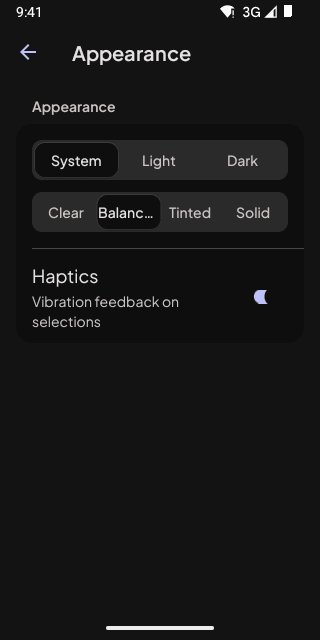 9:41
3G
Appearance
Appearance
System
Light
Dark
Clear
Balanc...
Tinted
Solid
Haptics
Vibration feedback on
selections